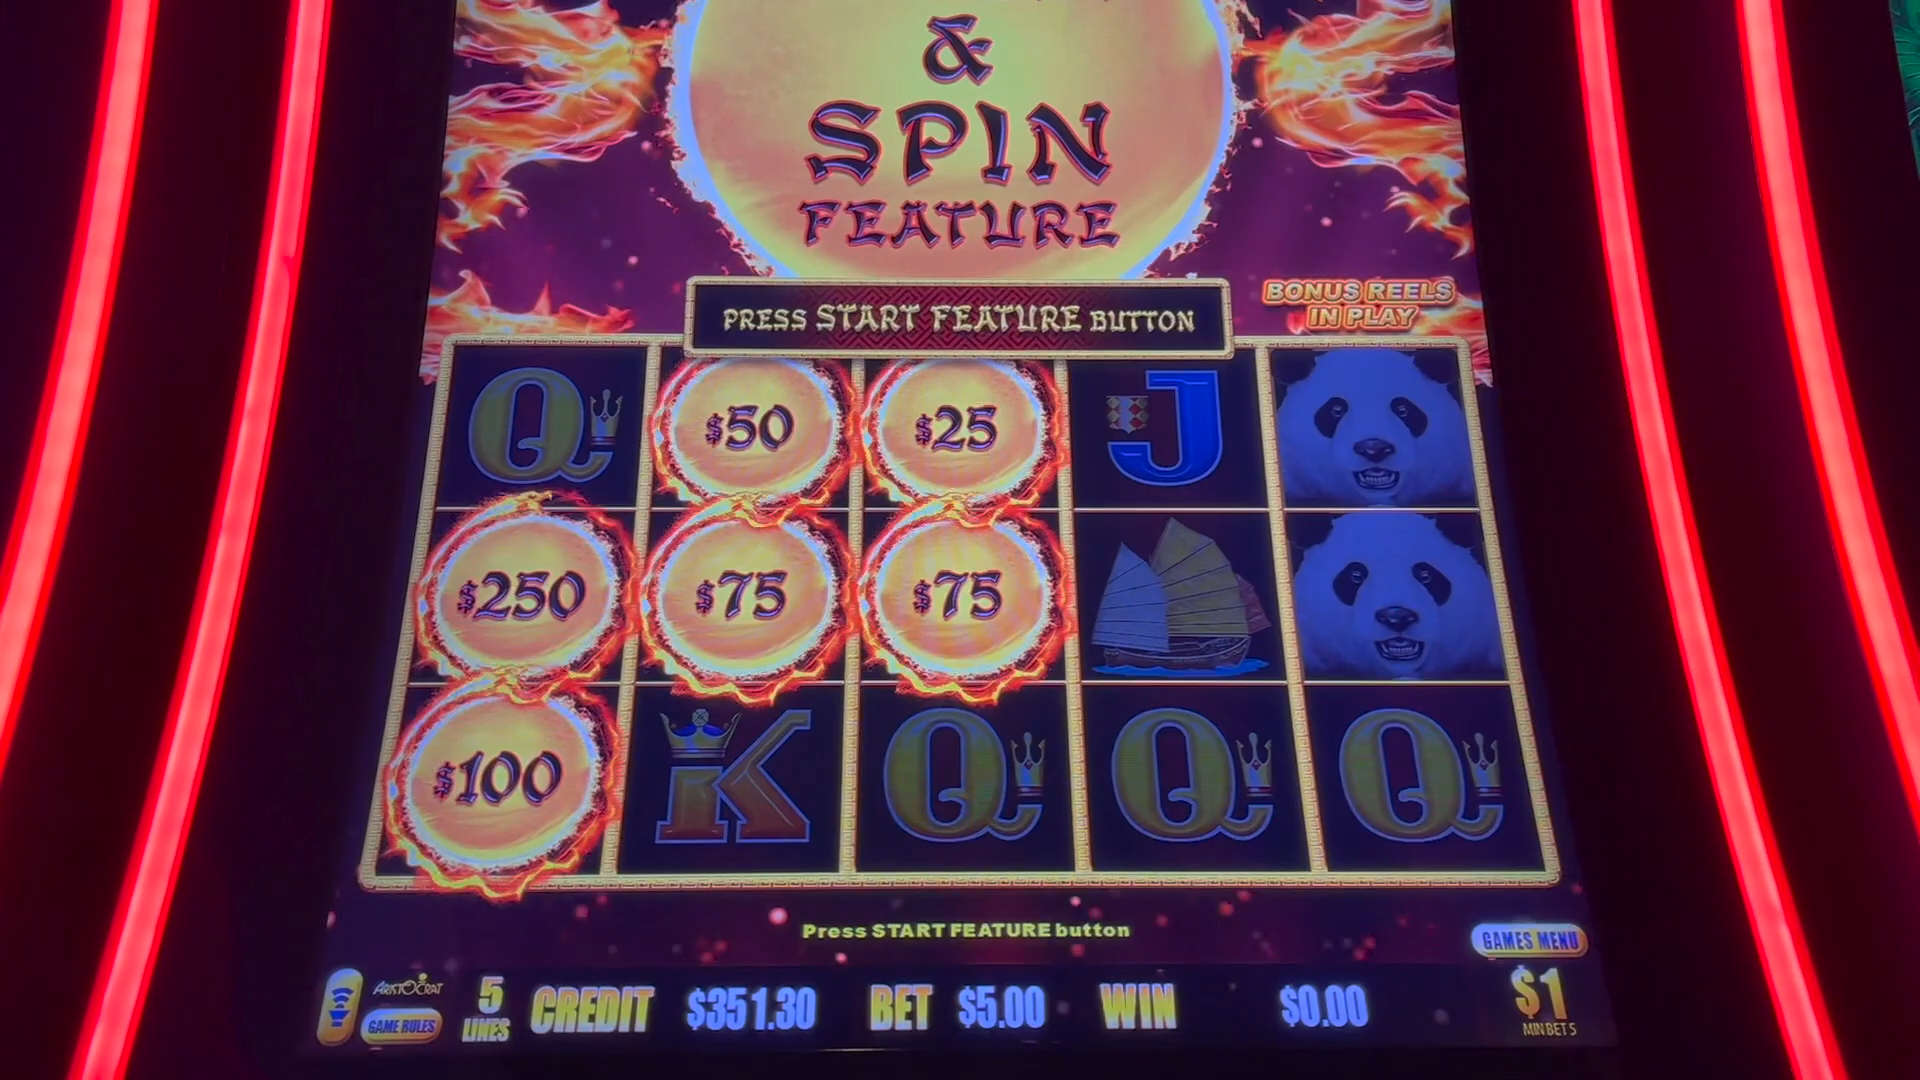 &
SPIN
FEATURE
BONUS REELS
IN PLAY
PRESS START FEATURE BUTTON
Q $50 $25 J
$250 $75 $75
$100 K Q Q Q
Press START FEATURE button
GAMES MENU
ARISTOCRAT
GAME RULES
5
LINES
CREDIT $351.30 BET $5.00 WIN $0.00
$1
MIN BET 5